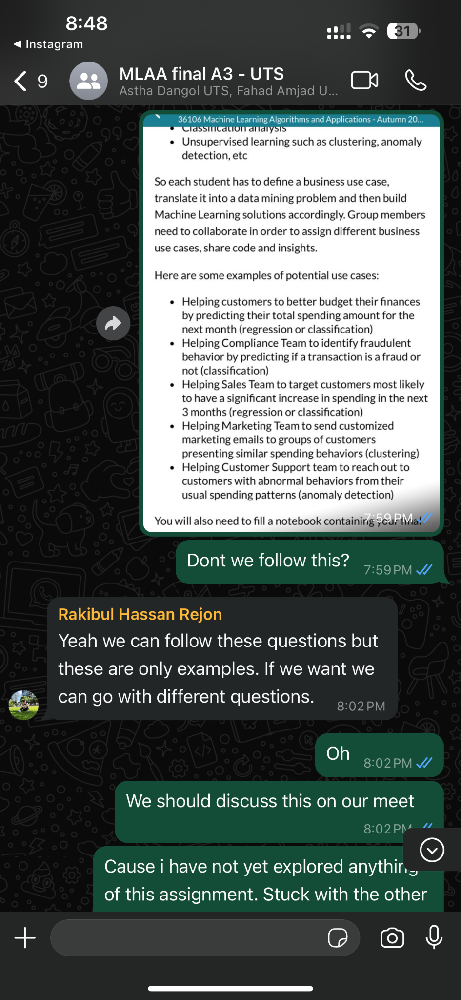 8:48
31
◀ Instagram
9
MLAA final A3 - UTS
Astha Dangol UTS, Fahad Amjad U...
36106 Machine Learning Algorithms and Applications - Autumn 20...
• Classification analysis
• Unsupervised learning such as clustering, anomaly
detection, etc
So each student has to define a business use case,
translate it into a data mining problem and then build
Machine Learning solutions accordingly. Group members
need to collaborate in order to assign different business
use cases, share code and insights.
Here are some examples of potential use cases:
• Helping customers to better budget their finances
by predicting their total spending amount for the
next month (regression or classification)
• Helping Compliance Team to identify fraudulent
behavior by predicting if a transaction is a fraud or
not (classification)
• Helping Sales Team to target customers most likely
to have a significant increase in spending in the next
3 months (regression or classification)
• Helping Marketing Team to send customized
marketing emails to groups of customers
presenting similar spending behaviors (clustering)
• Helping Customer Support team to reach out to
customers with abnormal behaviors from their
usual spending patterns (anomaly detection)
You will also need to fill a notebook containing your final
7:59 PM
Dont we follow this?
7:59 PM
Rakibul Hassan Rejon
Yeah we can follow these questions but
these are only examples. If we want we
can go with different questions.
8:02 PM
Oh
8:02 PM
We should discuss this on our meet
8:02 PM
Cause i have not yet explored anything
of this assignment. Stuck with the other